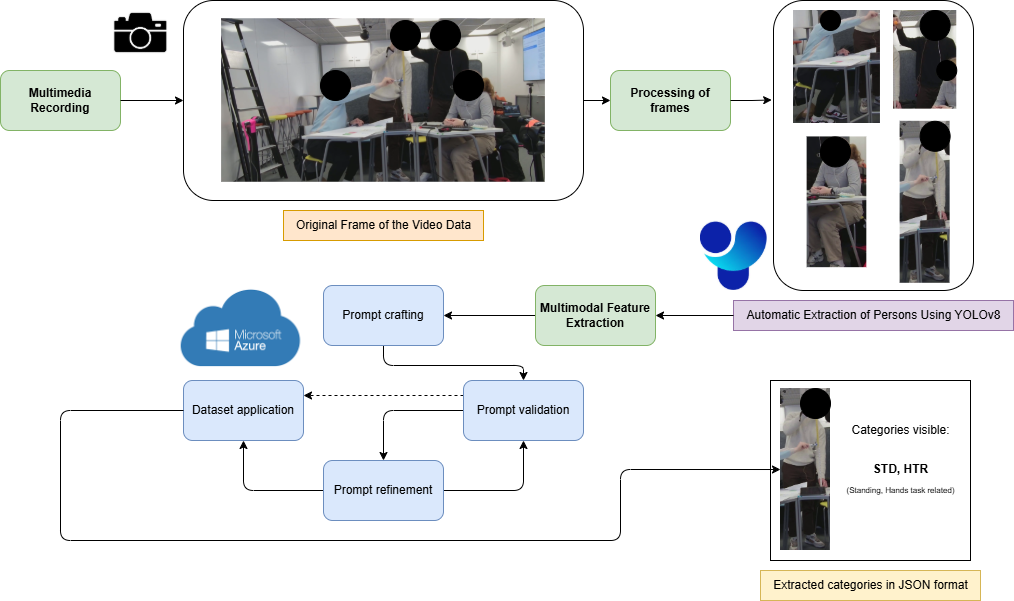 Multimedia
Recording
Processing of
frames
Original Frame of the Video Data
Automatic Extraction of Persons Using YOLOv8
Multimodal Feature
Extraction
Prompt crafting
Microsoft
Azure
Dataset application
Prompt validation
Prompt refinement
Categories visible:
STD, HTR
(Standing, Hands task related)
Extracted categories in JSON format